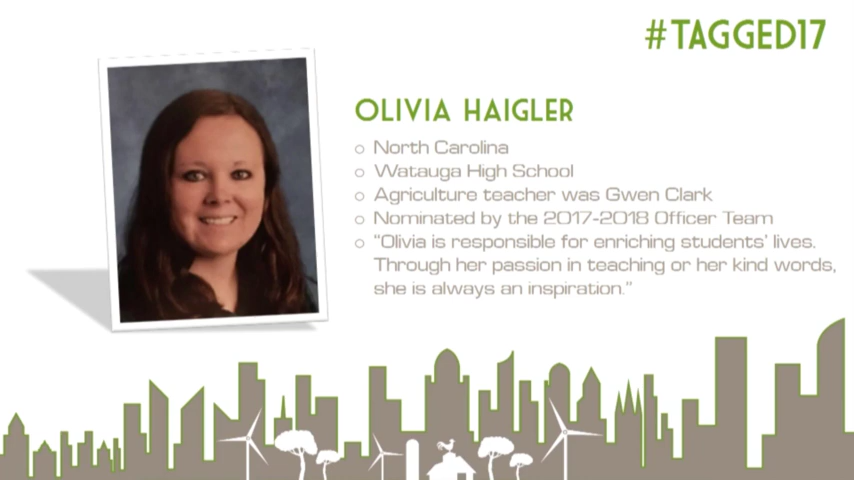 #TAGGED17
OLIVIA HAIGLER
○ North Carolina
○ Watauga High School
○ Agriculture teacher was Gwen Clark
○ Nominated by the 2017-2018 Officer Team
○ “Olivia is responsible for enriching students’ lives.
Through her passion in teaching or her kind words,
she is always an inspiration.”